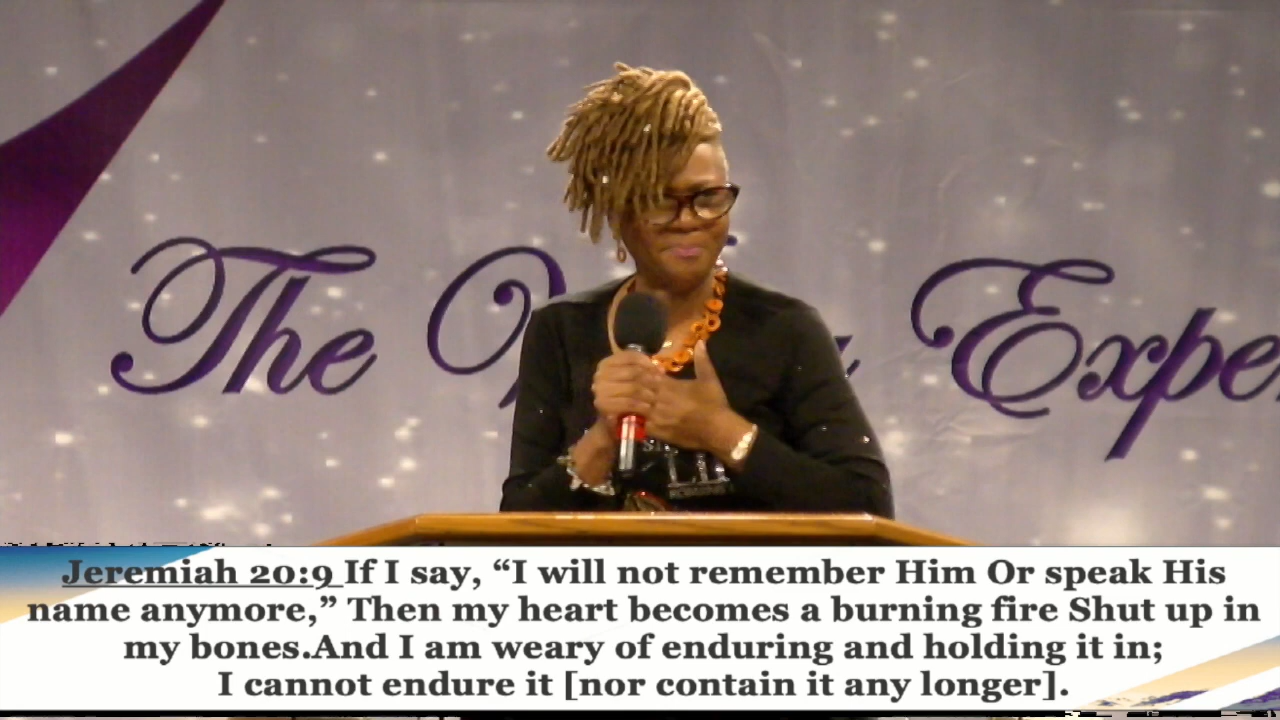 The Expe
Jeremiah 20:9 If I say, “I will not remember Him Or speak His
name anymore,” Then my heart becomes a burning fire Shut up in
my bones.And I am weary of enduring and holding it in;
I cannot endure it [nor contain it any longer].